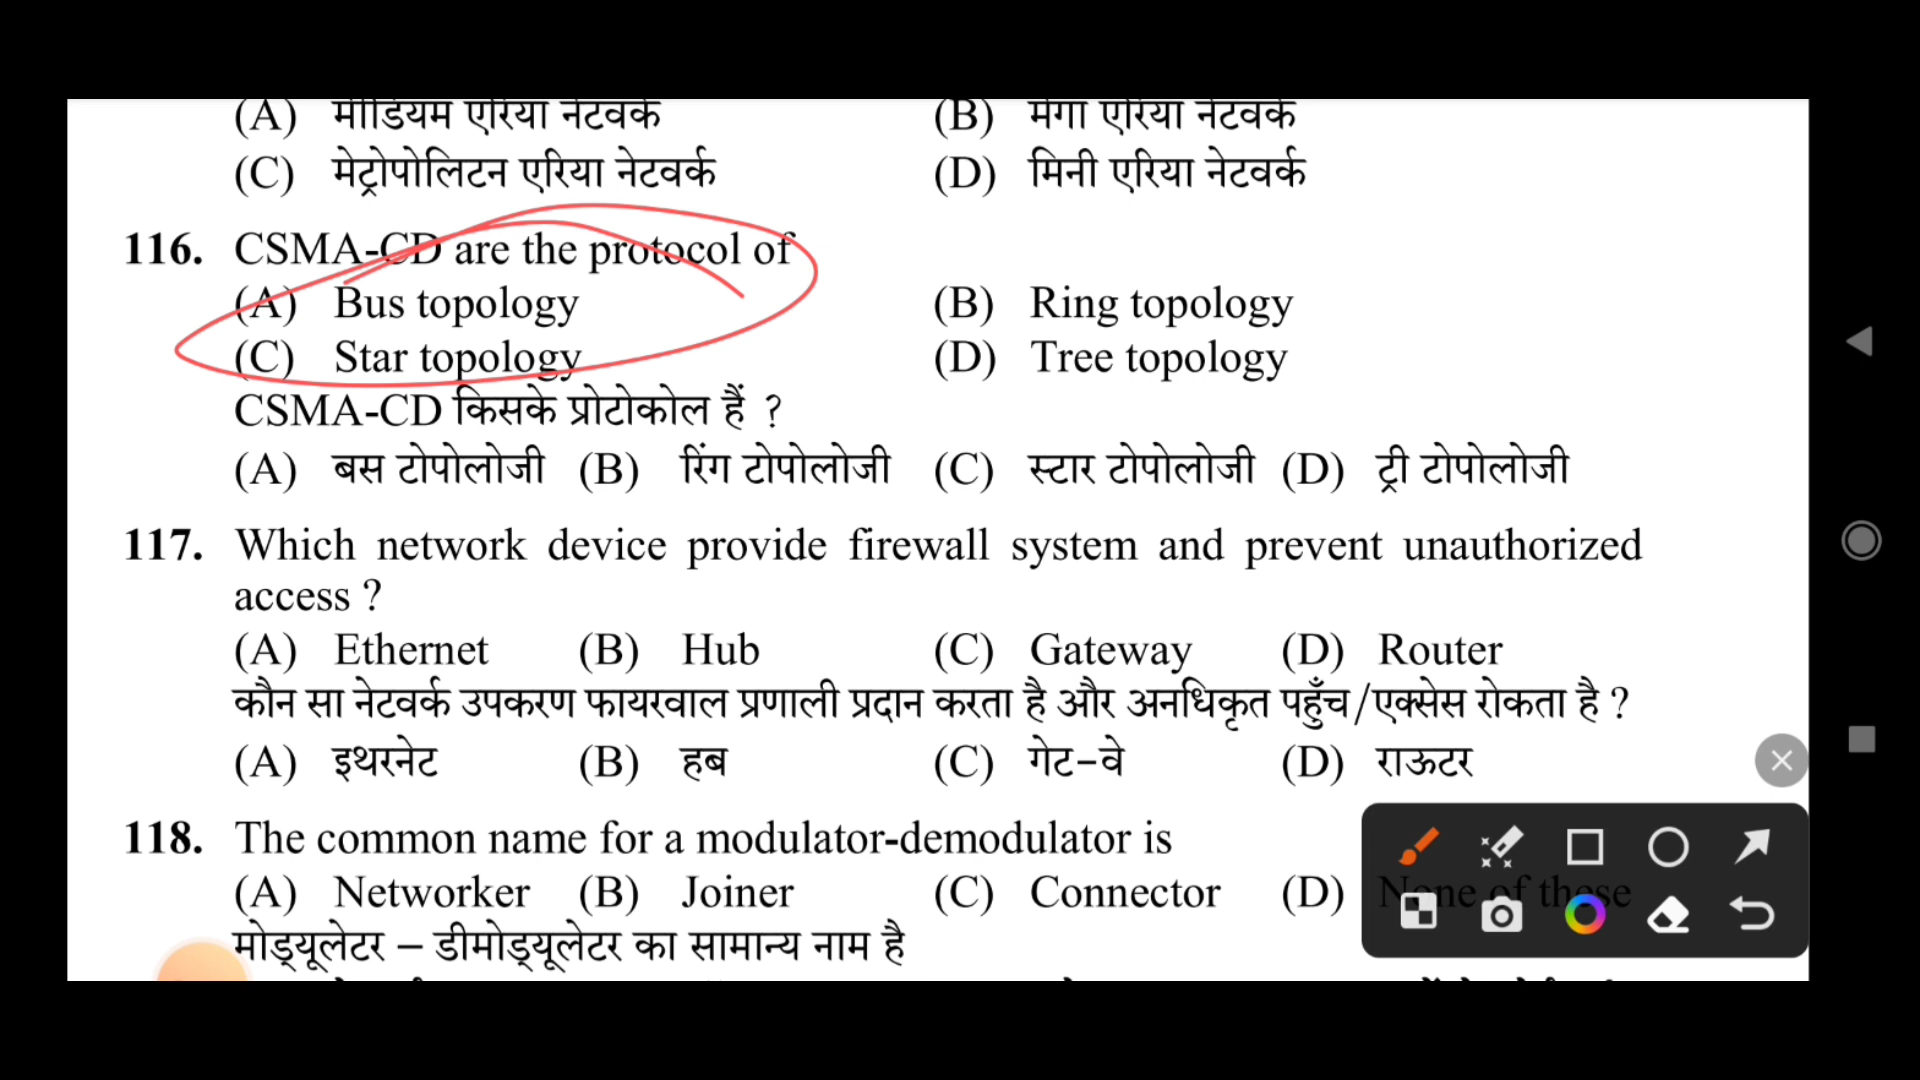 (A) मीडियम एरिया नेटवर्क (B) मेगा एरिया नेटवर्क
(C) मेट्रोपोलिटन एरिया नेटवर्क (D) मिनी एरिया नेटवर्क
116. CSMA-CD are the protocol of
(A) Bus topology (B) Ring topology
(C) Star topology (D) Tree topology
CSMA-CD किसके प्रोटोकोल हैं ?
(A) बस टोपोलोजी (B) रिंग टोपोलोजी (C) स्टार टोपोलोजी (D) ट्री टोपोलोजी
117. Which network device provide firewall system and prevent unauthorized
access ?
(A) Ethernet (B) Hub (C) Gateway (D) Router
कौन सा नेटवर्क उपकरण फायरवाल प्रणाली प्रदान करता है और अनधिकृत पहुँच/एक्सेस रोकता है ?
(A) इथरनेट (B) हब (C) गेट-वे (D) राऊटर
118. The common name for a modulator-demodulator is
(A) Networker (B) Joiner (C) Connector (D) None of these
मोड्यूलेटर – डीमोड्यूलेटर का सामान्य नाम है